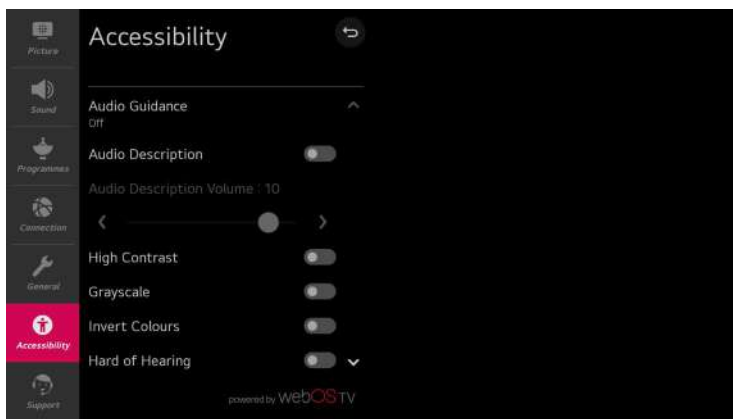 Picture
Sound
Programmes
Connection
General
Accessibility
Support
Accessibility
Audio Guidance
Off
Audio Description
Audio Description Volume : 10
High Contrast
Grayscale
Invert Colours
Hard of Hearing
powered by webOS TV